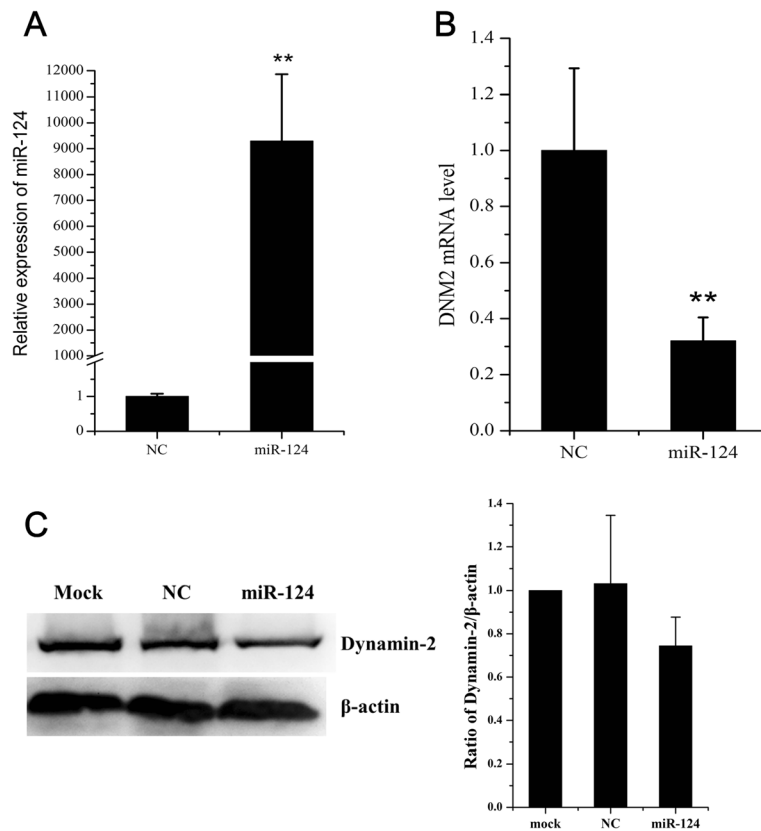 A
Relative expression of miR-124
12000
11000
10000
9000
8000
7000
6000
5000
4000
3000
2000
1000
1
0
**
NC
miR-124
B
DNM2 mRNA level
1.4
1.2
1.0
0.8
0.6
0.4
0.2
0.0
**
NC
miR-124
C
Mock NC miR-124
Dynamin-2
β-actin
Ratio of Dynamin-2/β-actin
1.4
1.2
1.0
0.8
0.6
0.4
0.2
0.0
mock
NC
miR-124